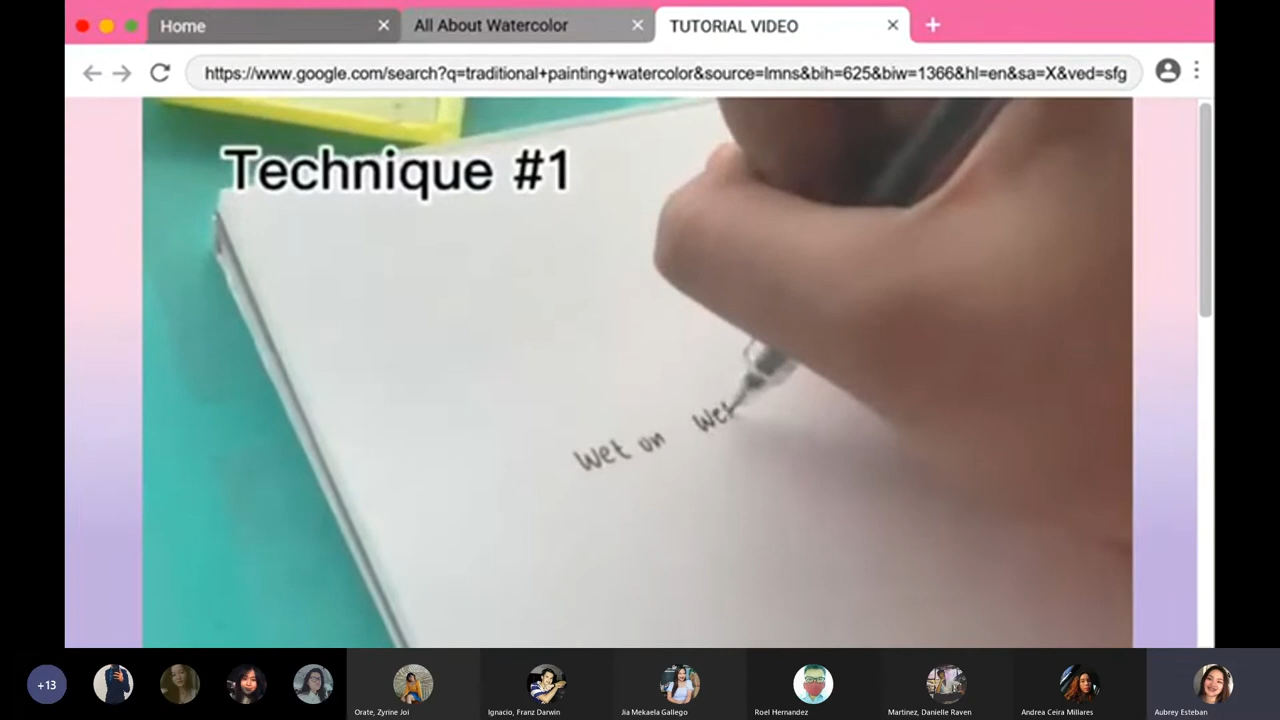 Home
All About Watercolor
TUTORIAL VIDEO
https://www.google.com/search?q=traditional+painting+watercolor&source=lmns&bih=625&biw=1366&hl=en&sa=X&ved=sfg
Technique #1
Wet on Wet
+13
Orate, Zyrine Joi
Ignacio, Franz Darwin
Jia Mekaela Gallego
Roel Hernandez
Martinez, Danielle Raven
Andrea Ceira Millares
Aubrey Esteban